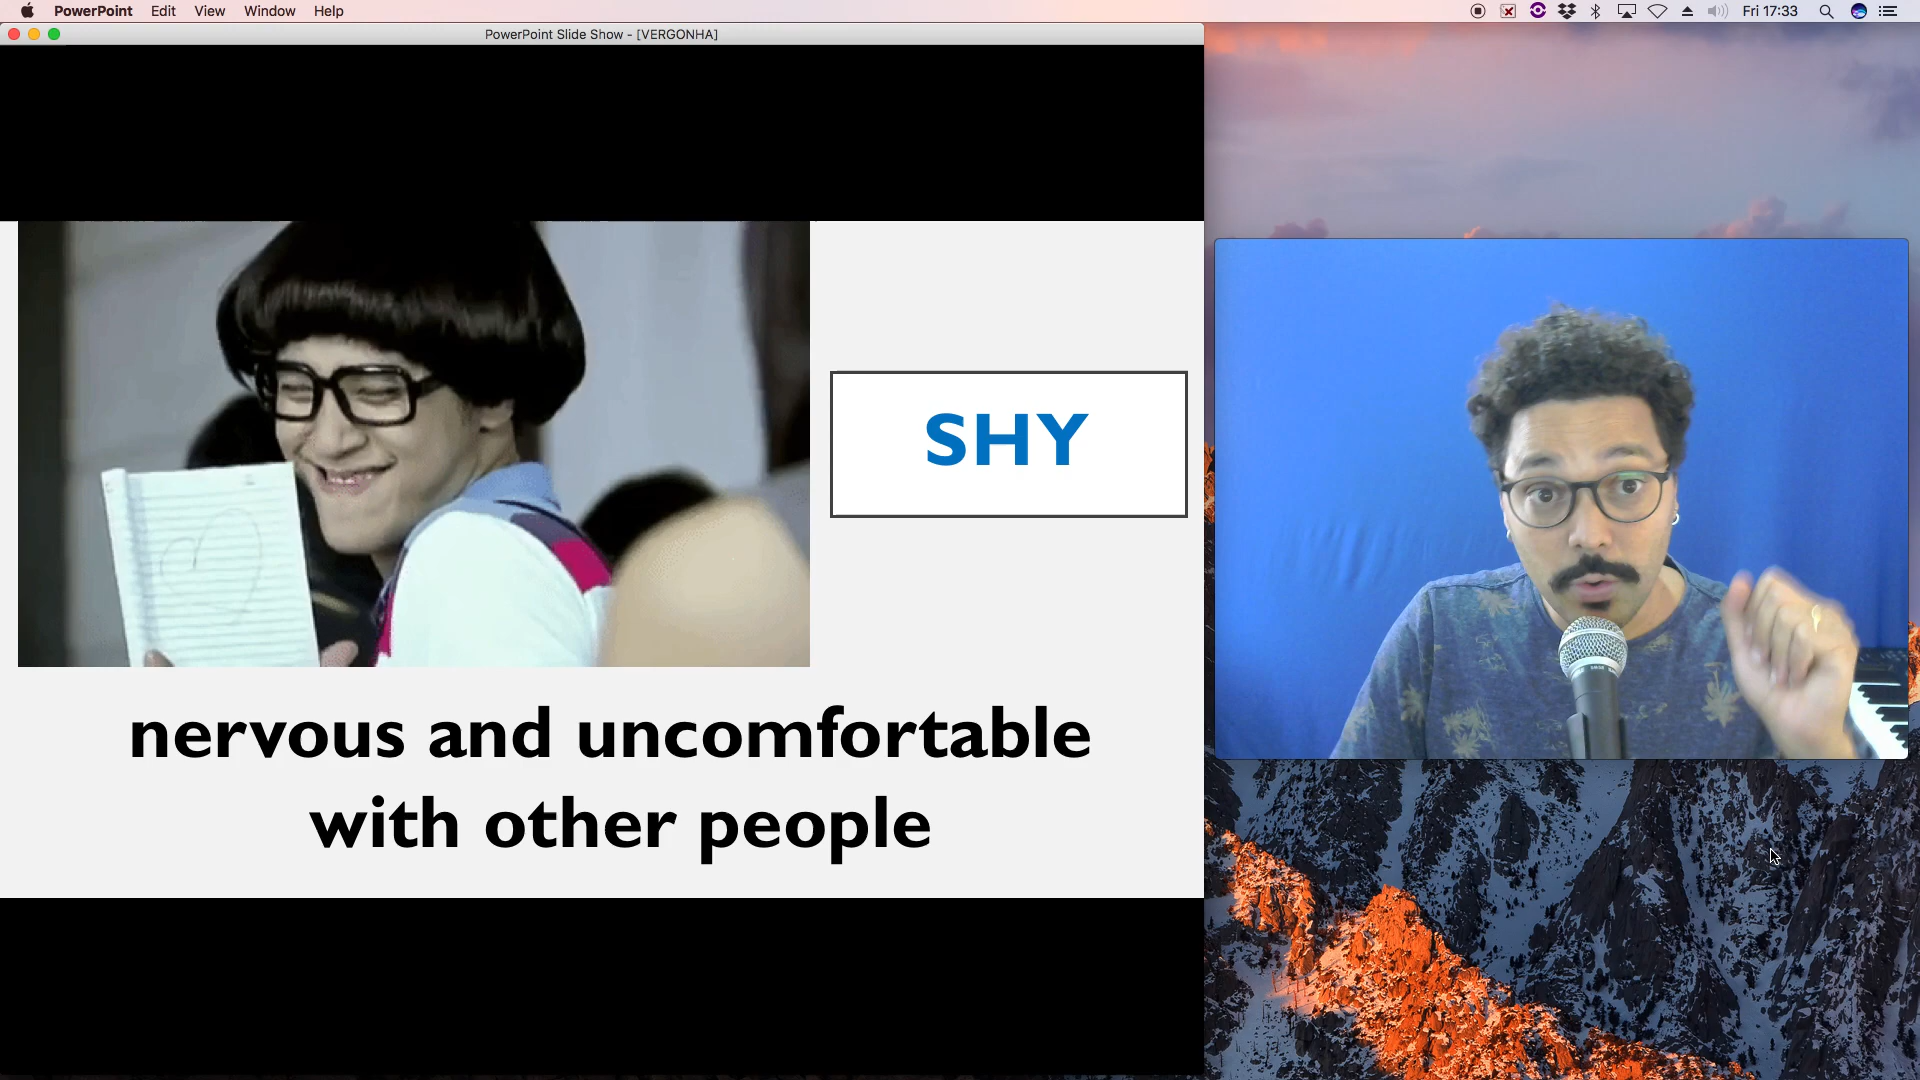 PowerPoint Edit View Window Help
Fri 17:33
PowerPoint Slide Show - [VERGONHA]
SHY
nervous and uncomfortable
with other people